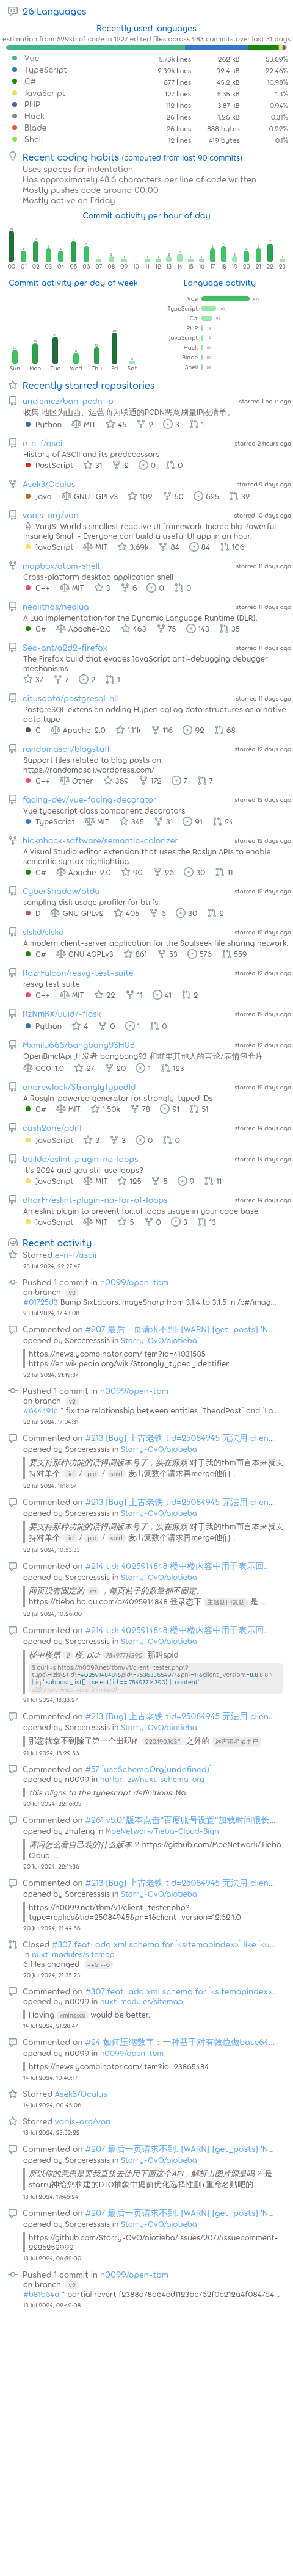 26 Languages
Recently used languages
estimation from 629kb of code in 1227 edited files across 283 commits over last 31 days
Vue 5.73k lines 262 kB 63.69%
TypeScript 2.39k lines 92.4 kB 22.46%
C# 877 lines 45.2 kB 10.98%
JavaScript 127 lines 5.35 kB 1.3%
PHP 112 lines 3.87 kB 0.94%
Hack 26 lines 1.26 kB 0.31%
Blade 26 lines 888 bytes 0.22%
Shell 12 lines 419 bytes 0.1%
Recent coding habits (computed from last 90 commits)
Uses spaces for indentation
Has approximately 48.6 characters per line of code written
Mostly pushes code around 00:00
Mostly active on Friday
Commit activity per hour of day
00 01 02 03 04 05 06 07 08 09 10 11 12 13 14 15 16 17 18 19 20 21 22 23
Commit activity per day of week
Sun Mon Tue Wed Thu Fri Sat
Language activity
Vue
TypeScript
C#
PHP
JavaScript
Hack
Blade
Shell
Recently starred repositories
unclemcz/ban-pcdn-ip starred 1 hour ago
收集 地区为山西、运营商为联通的PCDN恶意刷量IP段清单。
Python MIT 45 2 3 1
e-n-f/ascii starred 2 hours ago
History of ASCII and its predecessors
PostScript 31 2 0 0
Asek3/Oculus starred 9 days ago
Java GNU LGPLv3 102 50 625 32
vanjs-org/van starred 10 days ago
VanJS: World's smallest reactive UI framework. Incredibly Powerful,
Insanely Small - Everyone can build a useful UI app in an hour.
JavaScript MIT 3.69k 84 84 106
mapbox/atom-shell starred 11 days ago
Cross-platform desktop application shell
C++ MIT 3 6 0 0
neolithos/neolua starred 11 days ago
A Lua implementation for the Dynamic Language Runtime (DLR).
C# Apache-2.0 463 75 143 35
Sec-ant/a2d2-firefox starred 11 days ago
The Firefox build that evades JavaScript anti-debugging debugger
mechanisms
37 7 2 1
citusdata/postgresql-hll starred 11 days ago
PostgreSQL extension adding HyperLogLog data structures as a native
data type
C Apache-2.0 1.11k 116 92 68
randomascii/blogstuff starred 12 days ago
Support files related to blog posts on
https://randomascii.wordpress.com/
C++ Other 369 172 7 7
facing-dev/vue-facing-decorator starred 12 days ago
Vue typescript class component decorators
TypeScript MIT 345 31 91 24
hicknhack-software/semantic-colorizer starred 12 days ago
A Visual Studio editor extension that uses the Roslyn APIs to enable
semantic syntax highlighting.
C# Apache-2.0 90 26 30 11
CyberShadow/btdu starred 12 days ago
sampling disk usage profiler for btrfs
D GNU GPLv2 405 6 30 2
slskd/slskd starred 12 days ago
A modern client-server application for the Soulseek file sharing network.
C# GNU AGPLv3 861 53 576 559
RazrFalcon/resvg-test-suite starred 12 days ago
resvg test suite
C++ MIT 22 11 41 2
RzNmKX/uuid7-flask starred 12 days ago
Python 4 0 1 0
Mxmilu666/bangbang93HUB starred 12 days ago
OpenBmclApi 开发者 bangbang93 和群里其他人的言论/表情包仓库
CC0-1.0 27 20 1 123
andrewlock/StronglyTypedId starred 12 days ago
A Rosyln-powered generator for strongly-typed IDs
C# MIT 1.50k 78 91 51
cash2one/pdiff starred 14 days ago
JavaScript 3 3 0 0
buildo/eslint-plugin-no-loops starred 14 days ago
It's 2024 and you still use loops?
JavaScript MIT 125 5 9 11
dharFr/eslint-plugin-no-for-of-loops starred 14 days ago
An eslint plugin to prevent for..of loops usage in your code base.
JavaScript MIT 5 0 3 13
Recent activity
Starred e-n-f/ascii
23 Jul 2024, 22:27:47
Pushed 1 commit in n0099/open-tbm
on branch v2
#01725d3 Bump SixLabors.ImageSharp from 3.1.4 to 3.1.5 in /c#/imag...
23 Jul 2024, 17:43:08
Commented on #207 最后一页请求不到: [WARN] [get_posts] 'N...
opened by Sorceresssis in Starry-OvO/aiotieba
https://news.ycombinator.com/item?id=41031585
https://en.wikipedia.org/wiki/Strongly_typed_identifier
22 Jul 2024, 21:19:37
Pushed 1 commit in n0099/open-tbm
on branch v2
#644491c * fix the relationship between entities `TheadPost` and `La...
22 Jul 2024, 17:04:31
Commented on #213 [Bug] 上古老铁 tid=25084945 无法用 clien...
opened by Sorceresssis in Starry-OvO/aiotieba
要支持那种功能的话得调版本号了，实在麻烦 对于我的tbm而言本来就支
持对单个 tid / pid / spid 发出复数个请求再merge他们...
22 Jul 2024, 11:18:57
Commented on #213 [Bug] 上古老铁 tid=25084945 无法用 clien...
opened by Sorceresssis in Starry-OvO/aiotieba
要支持那种功能的话得调版本号了，实在麻烦 对于我的tbm而言本来就支
持对单个 tid / pid / spid 发出复数个请求再merge他们...
22 Jul 2024, 10:53:33
Commented on #214 tid: 4025914848 楼中楼内容中用于表示回...
opened by Sorceresssis in Starry-OvO/aiotieba
网页没有固定的 rn ，每页帖子的数量都不固定。
https://tieba.baidu.com/p/4025914848 登录态下 主题帖回复帖 是 ...
22 Jul 2024, 10:26:00
Commented on #214 tid: 4025914848 楼中楼内容中用于表示回...
opened by Sorceresssis in Starry-OvO/aiotieba
楼中楼第 2 楼, pid: 75497714390 那叫spid
21 Jul 2024, 18:33:27
Commented on #213 [Bug] 上古老铁 tid=25084945 无法用 clien...
opened by Sorceresssis in Starry-OvO/aiotieba
那您就拿不到除了第一个出现的 220.190.163.* 之外的 远古匿名ip用户
21 Jul 2024, 18:29:56
Commented on #57 `useSchemaOrg(undefined)`
opened by n0099 in harlan-zw/nuxt-schema-org
this aligns to the typescript definitions. No.
20 Jul 2024, 22:16:05
Commented on #261 v5.0.1版本点击"百度账号设置"加载时间很长...
opened by zhufeng in MoeNetwork/Tieba-Cloud-Sign
请问怎么看自己装的什么版本？ https://github.com/MoeNetwork/Tieba-
Cloud-...
20 Jul 2024, 22:11:36
Commented on #213 [Bug] 上古老铁 tid=25084945 无法用 clien...
opened by Sorceresssis in Starry-OvO/aiotieba
https://n0099.net/tbm/v1/client_tester.php?
type=replies&tid=25084945&pn=1&client_version=12.62.1.0
20 Jul 2024, 21:44:56
Closed #307 feat: add xml schema for `<sitemapindex>` like `<u...
in nuxt-modules/sitemap
6 files changed ++6 --6
20 Jul 2024, 21:35:23
Commented on #307 feat: add xml schema for `<sitemapindex>...
opened by n0099 in nuxt-modules/sitemap
Having xmlns:xsi would be better.
14 Jul 2024, 21:28:47
Commented on #24 如何压缩数字：一种基于对有效位做base64...
opened by n0099 in n0099/open-tbm
https://news.ycombinator.com/item?id=23865484
14 Jul 2024, 10:40:17
Starred Asek3/Oculus
14 Jul 2024, 00:45:06
Starred vanjs-org/van
13 Jul 2024, 23:52:22
Commented on #207 最后一页请求不到: [WARN] [get_posts] 'N...
opened by Sorceresssis in Starry-OvO/aiotieba
所以你的意思是要我直接去使用下面这个API，解析出图片源是吗？ 是
starry神给您构建的DTO抽象中提前优化选择性删+重命名贴吧的...
13 Jul 2024, 19:45:24
Commented on #207 最后一页请求不到: [WARN] [get_posts] 'N...
opened by Sorceresssis in Starry-OvO/aiotieba
https://github.com/Starry-OvO/aiotieba/issues/207#issuecomment-
2225252992
13 Jul 2024, 06:52:00
Pushed 1 commit in n0099/open-tbm
on branch v2
#b81b64a * partial revert f2388a78d64ed1123be762f0c212a4f0847a4...
13 Jul 2024, 02:42:08